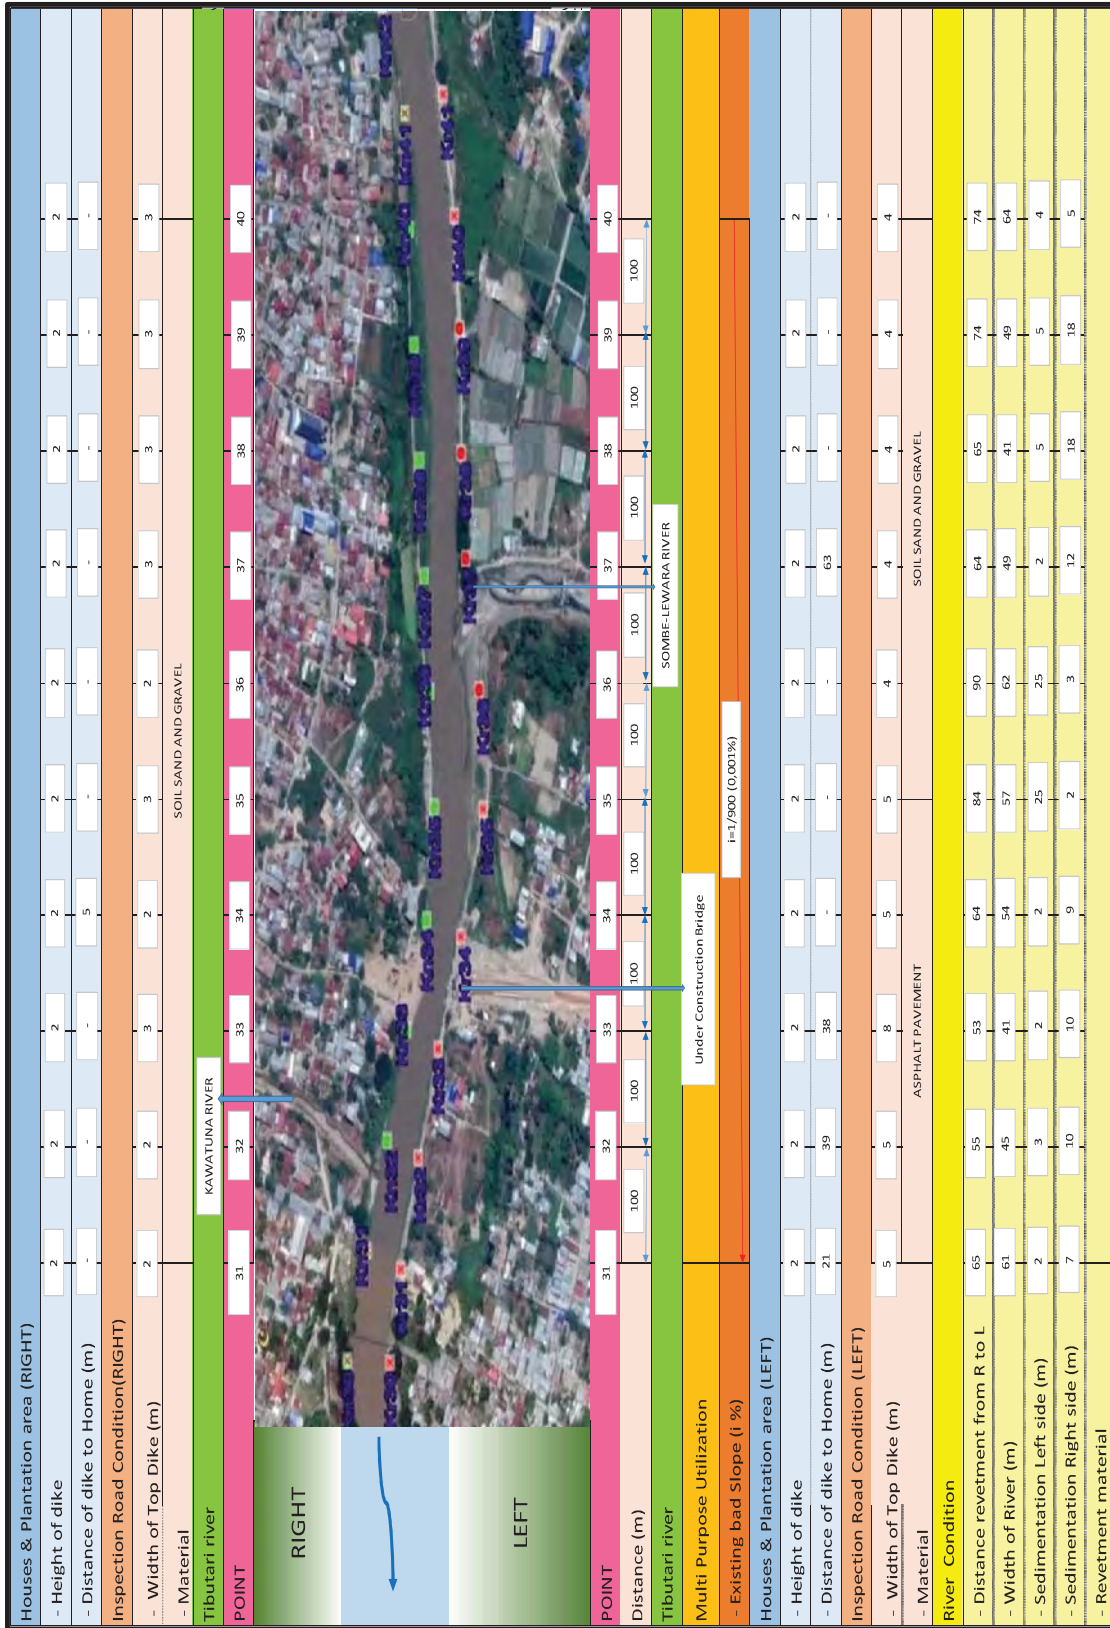 Houses & Plantation area (RIGHT)
- Height of dike 2 2 2 2 2 2 2 2 2 2
- Distance of dike to Home (m) - - - 5 - - - - - -
Inspection Road Condition(RIGHT)
- Width of Top Dike (m) 2 2 3 2 3 2 3 3 3 3
- Material SOIL SAND AND GRAVEL
Tibutari river KAWATUNA RIVER
POINT 31 32 33 34 35 36 37 38 39 40
RIGHT
LEFT
POINT 31 32 33 34 35 36 37 38 39 40
Distance (m) 100 100 100 100 100 100 100 100 100
Tibutari river SOMBE-LEWARA RIVER
Multi Purpose Utilization Under Construction Bridge
- Existing bad Slope (i %) i=1/900 (0,001%)
Houses & Plantation area (LEFT)
- Height of dike 2 2 2 2 2 2 2 2 2 2
- Distance of dike to Home (m) 21 39 38 - - - 63 - - -
Inspection Road Condition (LEFT)
- Width of Top Dike (m) 5 5 8 5 5 4 4 4 4 4
- Material ASPHALT PAVEMENT SOIL SAND AND GRAVEL
River Condition
- Distance revetment from R to L 65 55 53 64 84 90 64 65 74 74
- Width of River (m) 61 45 41 54 57 62 49 41 49 64
- Sedimentation Left side (m) 2 3 2 2 25 25 2 5 5 4
- Sedimentation Right side (m) 7 10 10 9 2 3 12 18 18 5
- Revetment material